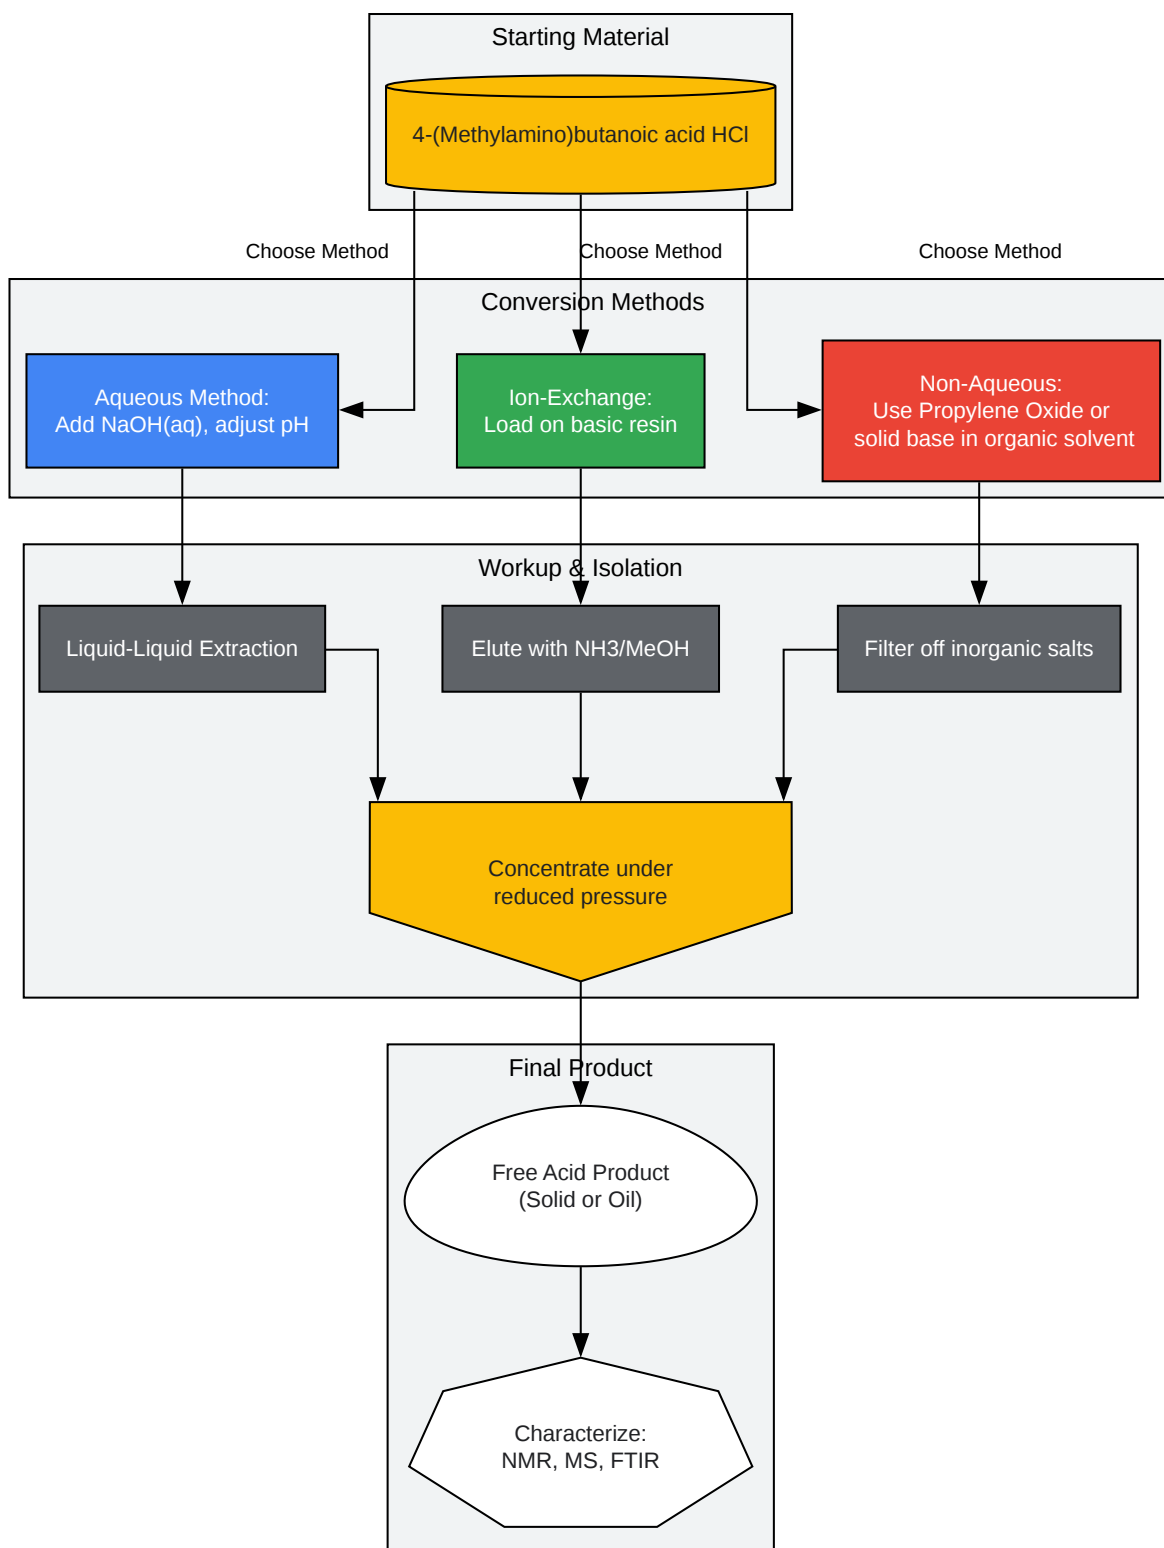 Starting Material
4-(Methylamino)butanoic acid HCl
Choose Method
Choose Method
Choose Method
Conversion Methods
Aqueous Method:
Add NaOH(aq), adjust pH
Ion-Exchange:
Load on basic resin
Non-Aqueous:
Use Propylene Oxide or
solid base in organic solvent
Workup & Isolation
Liquid-Liquid Extraction
Elute with NH3/MeOH
Filter off inorganic salts
Concentrate under
reduced pressure
Final Product
Free Acid Product
(Solid or Oil)
Characterize:
NMR, MS, FTIR